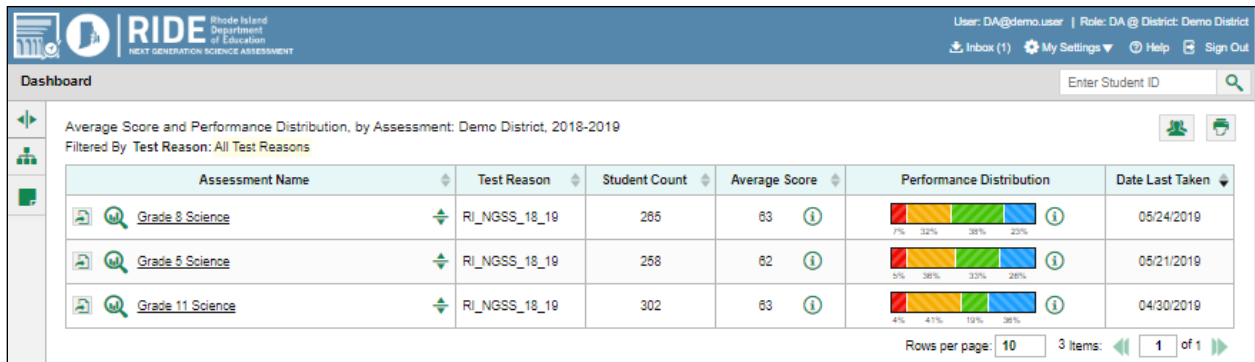 RIDE Rhode Island Department of Education
NEXT GENERATION SCIENCE ASSESSMENT
User: DA@demo.user | Role: DA @ District: Demo District
Inbox (1) My Settings Help Sign Out
Dashboard
Enter Student ID
Average Score and Performance Distribution, by Assessment: Demo District, 2018-2019
Filtered By Test Reason: All Test Reasons
Assessment Name Test Reason Student Count Average Score Performance Distribution Date Last Taken
Grade 8 Science RI_NGSS_18_19 265 63 05/24/2019
7% 32% 38% 23%
Grade 5 Science RI_NGSS_18_19 258 62 05/21/2019
5% 36% 33% 26%
Grade 11 Science RI_NGSS_18_19 302 63 04/30/2019
4% 41% 19% 36%
Rows per page: 10 3 Items: 1 of 1